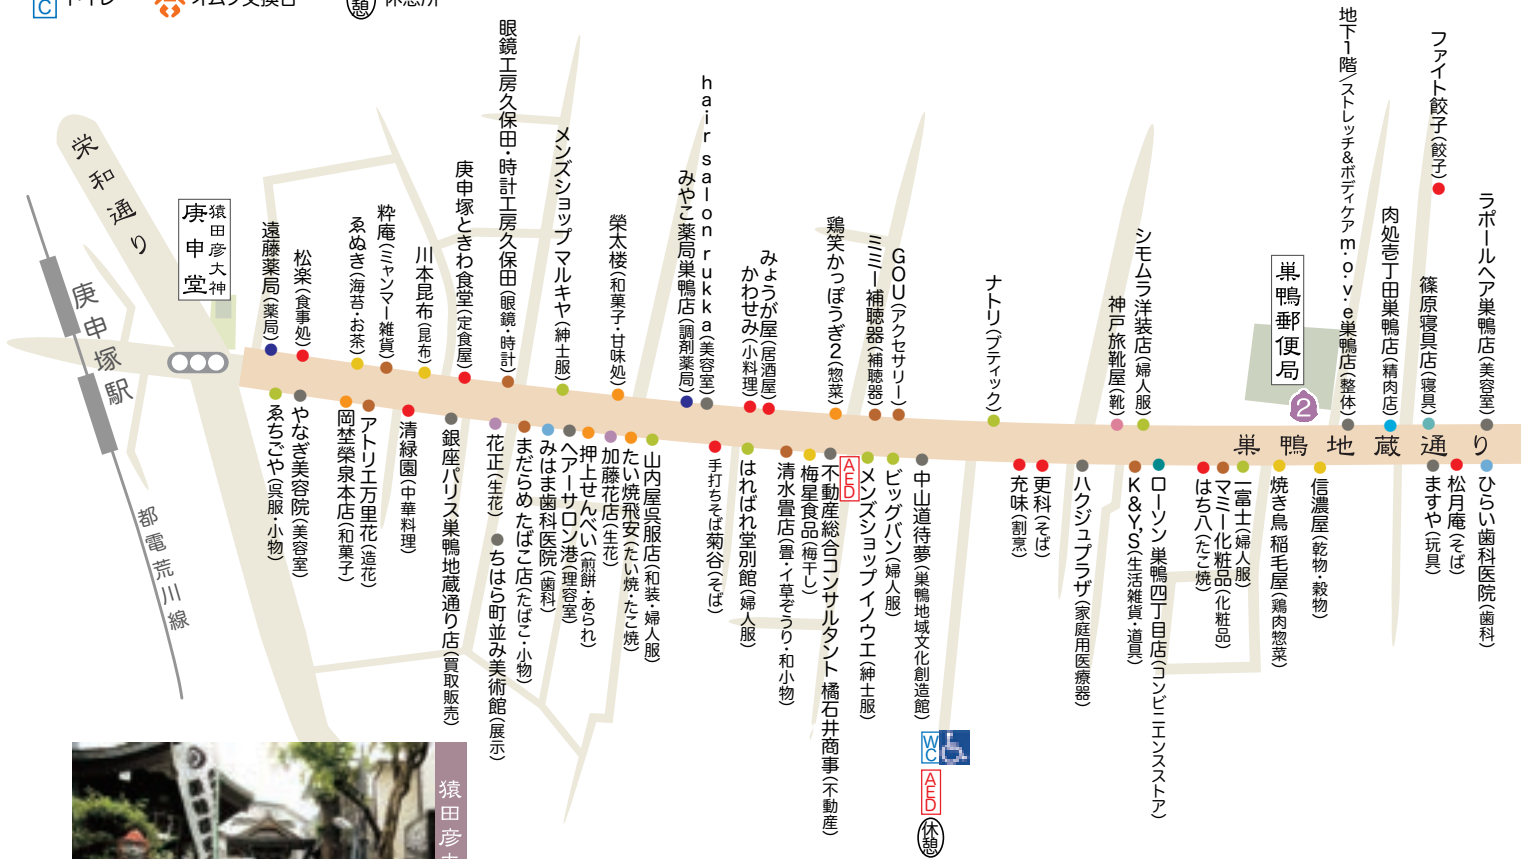 トイレ
オムツ交換台
憩
休憩所
栄和通り
庚申塚駅
都電荒川線
猿田彦大神
庚申堂
遠藤薬局(薬局)
松楽(食事処)
ゑぬき(海苔・お茶)
粋庵(ミャンマー雑貨)
川本昆布(昆布)
庚申塚ときわ食堂(定食屋)
眼鏡工房久保田・時計工房久保田(眼鏡・時計)
メンズショップ マルキヤ(紳士服)
榮太楼(和菓子・甘味処)
みやこ薬局巣鴨店(調剤薬局)
hair salon rukka(美容室)
かわせみ(小料理)
みょうが屋(居酒屋)
鶏笑かっぽうぎ2(惣菜)
ミミー補聴器(補聴器)
GOU(アクセサリー)
ナトリ(ブティック)
神戸旅靴屋(靴)
シモムラ洋装店(婦人服)
巣鴨郵便局
2
地下1階/ストレッチ&ボディケアm・o・v・e巣鴨店(整体)
肉処壱丁田巣鴨店(精肉店)
篠原寝具店(寝具)
ファイト餃子(餃子)
ラポールヘア巣鴨店(美容室)
巣鴨地蔵通り
ゑちごや(呉服・小物)
やなぎ美容院(美容室)
岡埜榮泉本店(和菓子)
アトリエ万里花(造花)
清緑園(中華料理)
銀座パリス巣鴨地蔵通り店(買取販売)
花正(生花)
ちはら町並み美術館(展示)
まだらめ たばこ店(たばこ・小物)
みはま歯科医院(歯科)
ヘアーサロン港(理容室)
押上せんべい(煎餅・あられ)
加藤花店(生花)
たい焼飛安(たい焼・たこ焼)
山内屋呉服店(和装・婦人服)
手打ちそば菊谷(そば)
はればれ堂別館(婦人服)
清水畳店(畳・イ草ぞうり・和小物)
梅星食品(梅干し)
不動産総合コンサルタント 橘石井商事(不動産)
AED
メンズショップ イノウエ(紳士服)
ビッグバン(婦人服)
中山道待夢(巣鴨地域文化創造館)
WC
AED
休憩
充味(割烹)
更科(そば)
ハクジュプラザ(家庭用医療器)
K&Y,S(生活雑貨・道具)
ローソン 巣鴨四丁目店(コンビニエンスストア)
はち八(たこ焼)
マミー化粧品(化粧品)
一富士(婦人服)
焼き鳥 稲毛屋(鶏肉惣菜)
信濃屋(乾物・穀物)
ますや(玩具)
松月庵(そば)
ひらい歯科医院(歯科)
猿田彦